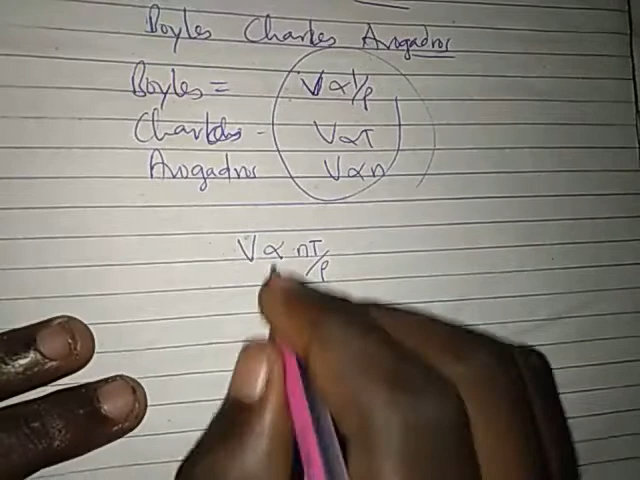 Boyles Charles Avogadros
Boyles = V ∝ 1/P
Charles - V ∝ T
Avogadros V ∝ n
V ∝ nT/P